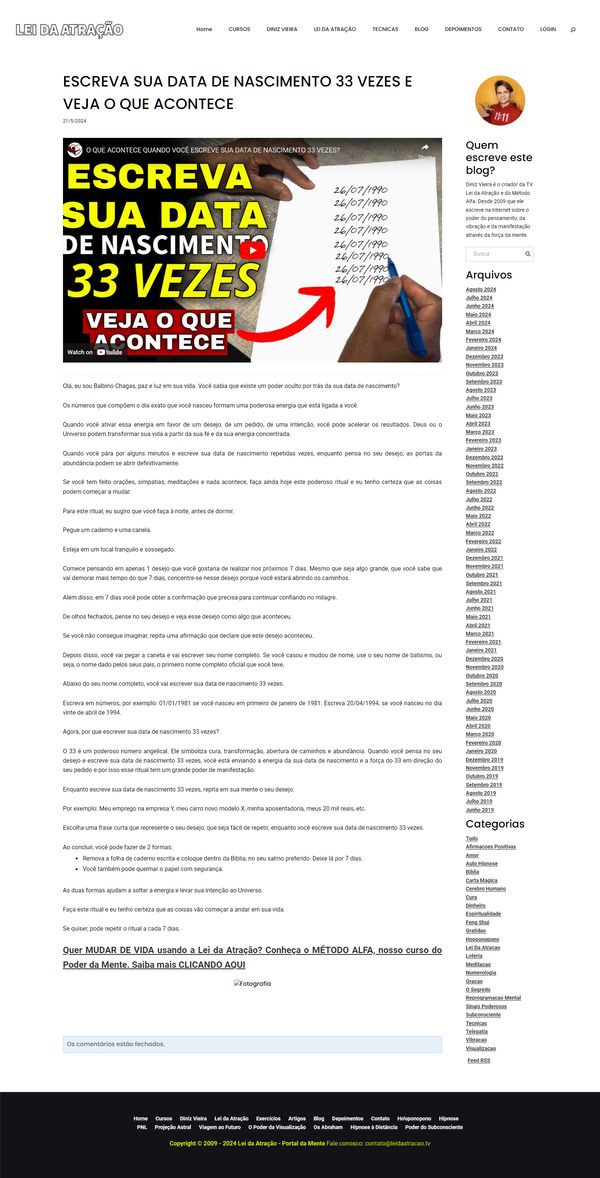 LEI DA ATRAÇÃO
Home CURSOS DINIZ VIEIRA LEI DA ATRAÇÃO TECNICAS BLOG DEPOIMENTOS CONTATO LOGIN
ESCREVA SUA DATA DE NASCIMENTO 33 VEZES E
VEJA O QUE ACONTECE
21/5/2024
O QUE ACONTECE QUANDO VOCÊ ESCREVE SUA DATA DE NASCIMENTO 33 VEZES?
ESCREVA
SUA DATA
DE NASCIMENTO
33 VEZES
VEJA O QUE
ACONTECE
26/07/1990
26/07/1990
26/07/1990
26/07/1990
26/07/1990
26/07/1990
26/07/1990
26/07/1990
Watch on YouTube
Olá, eu sou Balbino Chagas, paz e luz em sua vida. Você sabia que existe um poder oculto por trás da sua data de nascimento?
Os números que compõem o dia exato que você nasceu formam uma poderosa energia que está ligada a você.
Quando você ativar essa energia em favor de um desejo, de um pedido, de uma intenção, você pode acelerar os resultados. Deus ou o
Universo podem transformar sua vida a partir da sua fé e da sua energia concentrada.
Quando você pára por alguns minutos e escreve sua data de nascimento repetidas vezes, enquanto pensa no seu desejo, as portas da
abundância podem se abrir definitivamente.
Se você tem feito orações, simpatias, meditações e nada acontece, faça ainda hoje este poderoso ritual e eu tenho certeza que as coisas
podem começar a mudar.
Para este ritual, eu sugiro que você faça à noite, antes de dormir.
Pegue um caderno e uma canela.
Esteja em um local tranquilo e sossegado.
Comece pensando em apenas 1 desejo que você gostaria de realizar nos próximos 7 dias. Mesmo que seja algo grande, que você sabe que
vai demorar mais tempo do que 7 dias, concentre-se nesse desejo porque você estará abrindo os caminhos.
Além disso, em 7 dias você pode obter a confirmação que precisa para continuar confiando no milagre.
De olhos fechados, pense no seu desejo e veja esse desejo como algo que aconteceu.
Se você não consegue imaginar, repita uma afirmação que declare que este desejo aconteceu.
Depois disso, você vai pegar a caneta e vai escrever seu nome completo. Se você casou e mudou de nome, use o seu nome de batismo, ou
seja, o nome dado pelos seus pais, o primeiro nome completo oficial que você teve.
Abaixo do seu nome completo, você vai escrever sua data de nascimento 33 vezes.
Escreva em números, por exemplo: 01/01/1981 se você nasceu em primeiro de janeiro de 1981. Escreva 20/04/1994, se você nasceu no dia
vinte de abril de 1994.
Agora, por que escrever sua data de nascimento 33 vezes?
O 33 é um poderoso número angelical. Ele simboliza cura, transformação, abertura de caminhos e abundância. Quando você pensa no seu
desejo e escreve sua data de nascimento 33 vezes, você está enviando a energia da sua data de nascimento e a força do 33 em direção do
seu pedido e por isso esse ritual tem um grande poder de manifestação.
Enquanto escreve sua data de nascimento 33 vezes, repita em sua mente o seu desejo.
Por exemplo: Meu emprego na empresa Y, meu carro novo modelo X, minha aposentadoria, meus 20 mil reais, etc.
Escolha uma frase curta que represente o seu desejo, que seja fácil de repetir, enquanto você escreve sua data de nascimento 33 vezes.
Ao concluir, você pode fazer de 2 formas:
Remova a folha de caderno escrita e coloque dentro da Bíblia, no seu salmo preferido. Deixe lá por 7 dias.
Você também pode queimar o papel com segurança.
As duas formas ajudam a soltar a energia e levar sua intenção ao Universo.
Faça este ritual e eu tenho certeza que as coisas vão começar a andar em sua vida.
Se quiser, pode repetir o ritual a cada 7 dias.
Quer MUDAR DE VIDA usando a Lei da Atração? Conheça o MÉTODO ALFA, nosso curso do
Poder da Mente. Saiba mais CLICANDO AQUI
Fotografia
Os comentários estão fechados.
11:11
Quem
escreve este
blog?
Diniz Vieira é o criador da TV
Lei da Atração e do Método
Alfa. Desde 2009 que ele
escreve na Internet sobre o
poder do pensamento, da
vibração e da manifestação
através da força da mente.
Busca
Arquivos
Agosto 2024
Julho 2024
Junho 2024
Maio 2024
Abril 2024
Março 2024
Fevereiro 2024
Janeiro 2024
Dezembro 2023
Novembro 2023
Outubro 2023
Setembro 2023
Agosto 2023
Julho 2023
Junho 2023
Maio 2023
Abril 2023
Março 2023
Fevereiro 2023
Janeiro 2023
Dezembro 2022
Novembro 2022
Outubro 2022
Setembro 2022
Agosto 2022
Julho 2022
Junho 2022
Maio 2022
Abril 2022
Março 2022
Fevereiro 2022
Janeiro 2022
Dezembro 2021
Novembro 2021
Outubro 2021
Setembro 2021
Agosto 2021
Julho 2021
Junho 2021
Maio 2021
Abril 2021
Março 2021
Fevereiro 2021
Janeiro 2021
Dezembro 2020
Novembro 2020
Outubro 2020
Setembro 2020
Agosto 2020
Julho 2020
Junho 2020
Maio 2020
Abril 2020
Março 2020
Fevereiro 2020
Janeiro 2020
Dezembro 2019
Novembro 2019
Outubro 2019
Setembro 2019
Agosto 2019
Julho 2019
Junho 2019
Categorias
Tudo
Afirmacoes Positivas
Amor
Auto Hipnose
Biblia
Carta Magica
Cerebro Humano
Cura
Dinheiro
Espiritualidade
Feng Shui
Gratidao
Hooponopono
Lei Da Atracao
Loteria
Meditacao
Numerologia
Oracao
O Segredo
Reprogramacao Mental
Sinais Poderosos
Subconsciente
Tecnicas
Telepatia
Vibracao
Visualizacao
Feed RSS
Home Cursos Diniz Vieira Lei da Atração Exercícios Artigos Blog Depoimentos Contato Ho'oponopono Hipnose
PNL Projeção Astral Viagem ao Futuro O Poder da Visualização Os Abraham Hipnose à Distância Poder do Subconsciente
Copyright © 2009 - 2024 Lei da Atração - Portal da Mente Fale conosco: contato@leidaatracao.tv